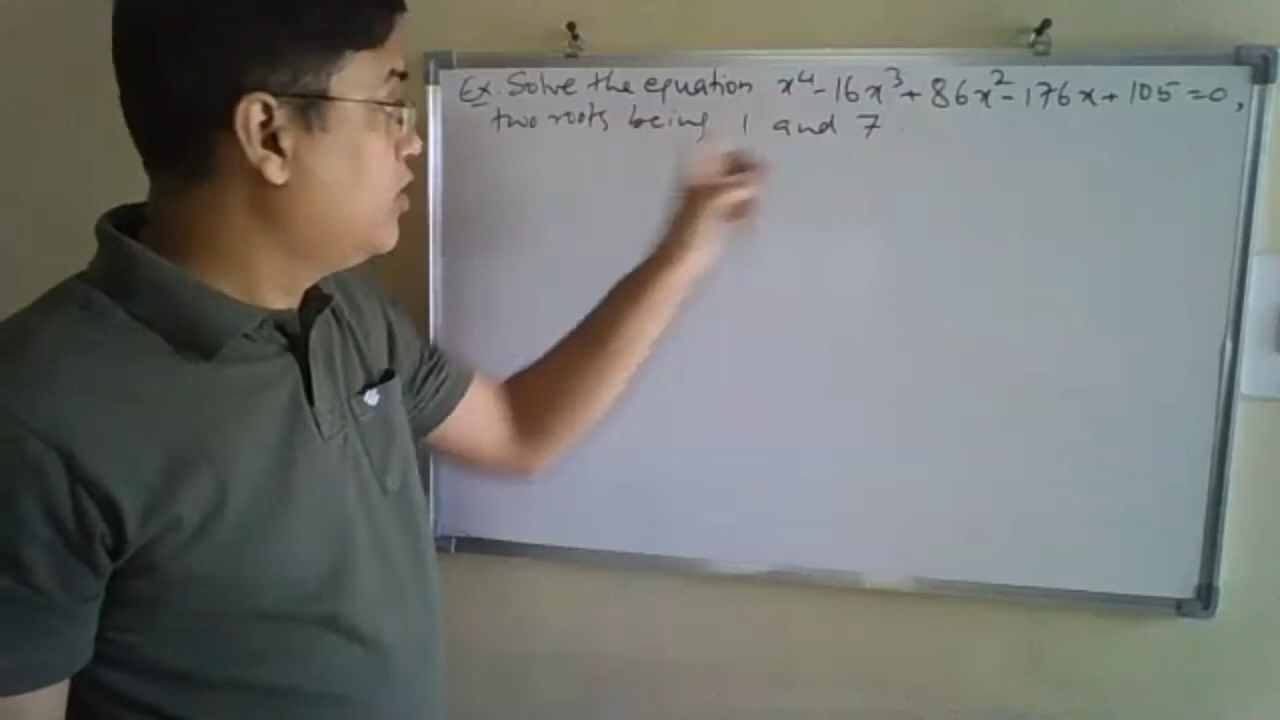 Ex. Solve the equation x⁴-16x³+86x²-176x+105=0,
two roots being 1 and 7